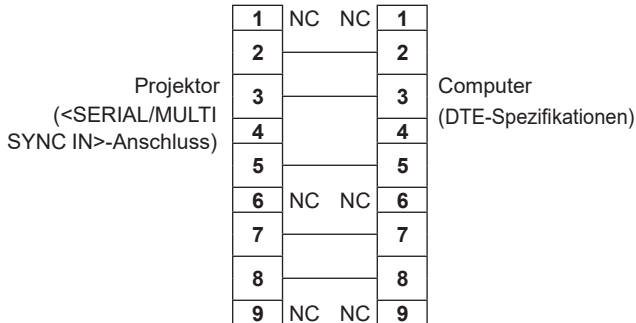 1 NC NC 1
2 2
Projektor
(<SERIAL/MULTI
SYNC IN>-Anschluss)
3 3
Computer
(DTE-Spezifikationen)
4 4
5 5
6 NC NC 6
7 7
8 8
9 NC NC 9